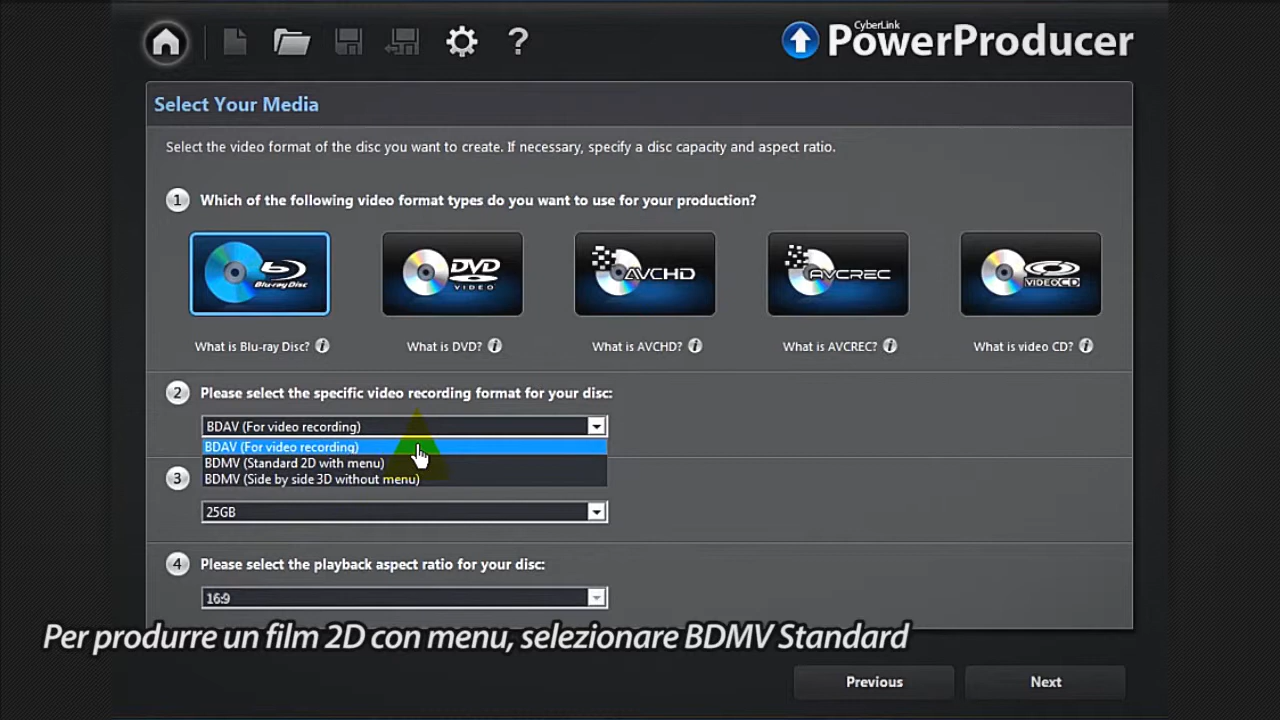 CyberLink
PowerProducer
Select Your Media
Select the video format of the disc you want to create. If necessary, specify a disc capacity and aspect ratio.
1 Which of the following video format types do you want to use for your production?
Blu-ray Disc DVD VIDEO AVCHD AVCREC VIDEO CD
What is Blu-ray Disc? i What is DVD? i What is AVCHD? i What is AVCREC? i What is video CD? i
2 Please select the specific video recording format for your disc:
BDAV (For video recording)
BDAV (For video recording)
BDMV (Standard 2D with menu)
3 BDMV (Side by side 3D without menu)
25GB
4 Please select the playback aspect ratio for your disc:
16:9
Per produrre un film 2D con menu, selezionare BDMV Standard
Previous Next